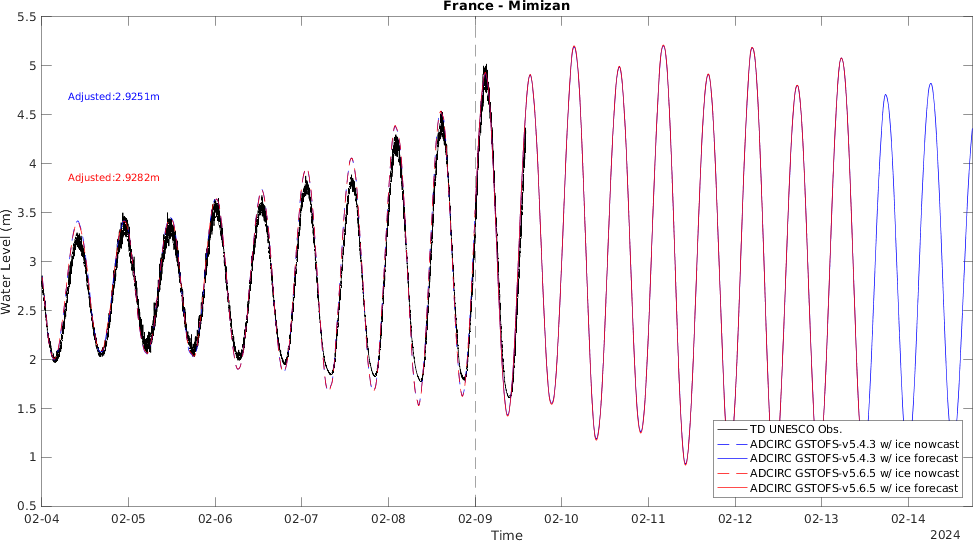 France - Mimizan
5.5
5
4.5
4
3.5
3
2.5
2
1.5
1
0.5
Water Level (m)
Adjusted:2.9251m
Adjusted:2.9282m
TD UNESCO Obs.
ADCIRC GSTOFS-v5.4.3 w/ ice nowcast
ADCIRC GSTOFS-v5.4.3 w/ ice forecast
ADCIRC GSTOFS-v5.6.5 w/ ice nowcast
ADCIRC GSTOFS-v5.6.5 w/ ice forecast
02-04 02-05 02-06 02-07 02-08 02-09 02-10 02-11 02-12 02-13 02-14
Time
2024